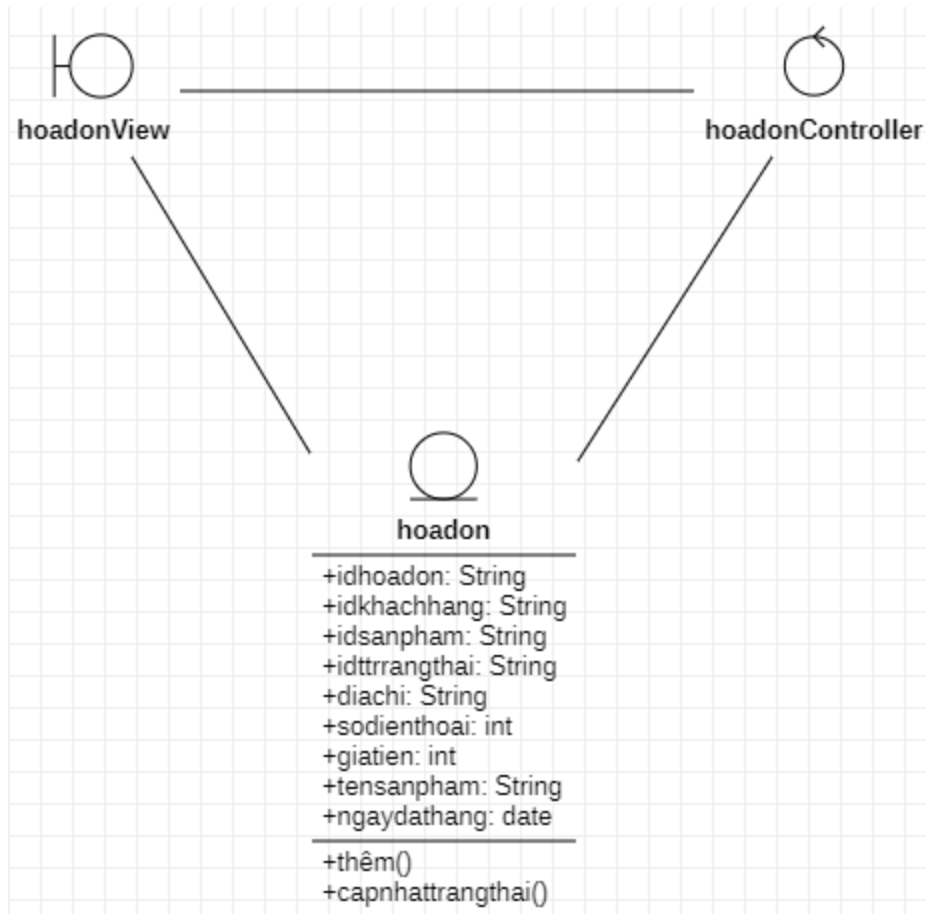 hoadonView
hoadonController
hoadon
+idhoadon: String
+idkhachhang: String
+idsanpham: String
+idttrrangthai: String
+diachi: String
+sodienthoai: int
+giatien: int
+tensanpham: String
+ngaydathang: date
+thêm()
+capnhattrangthai()